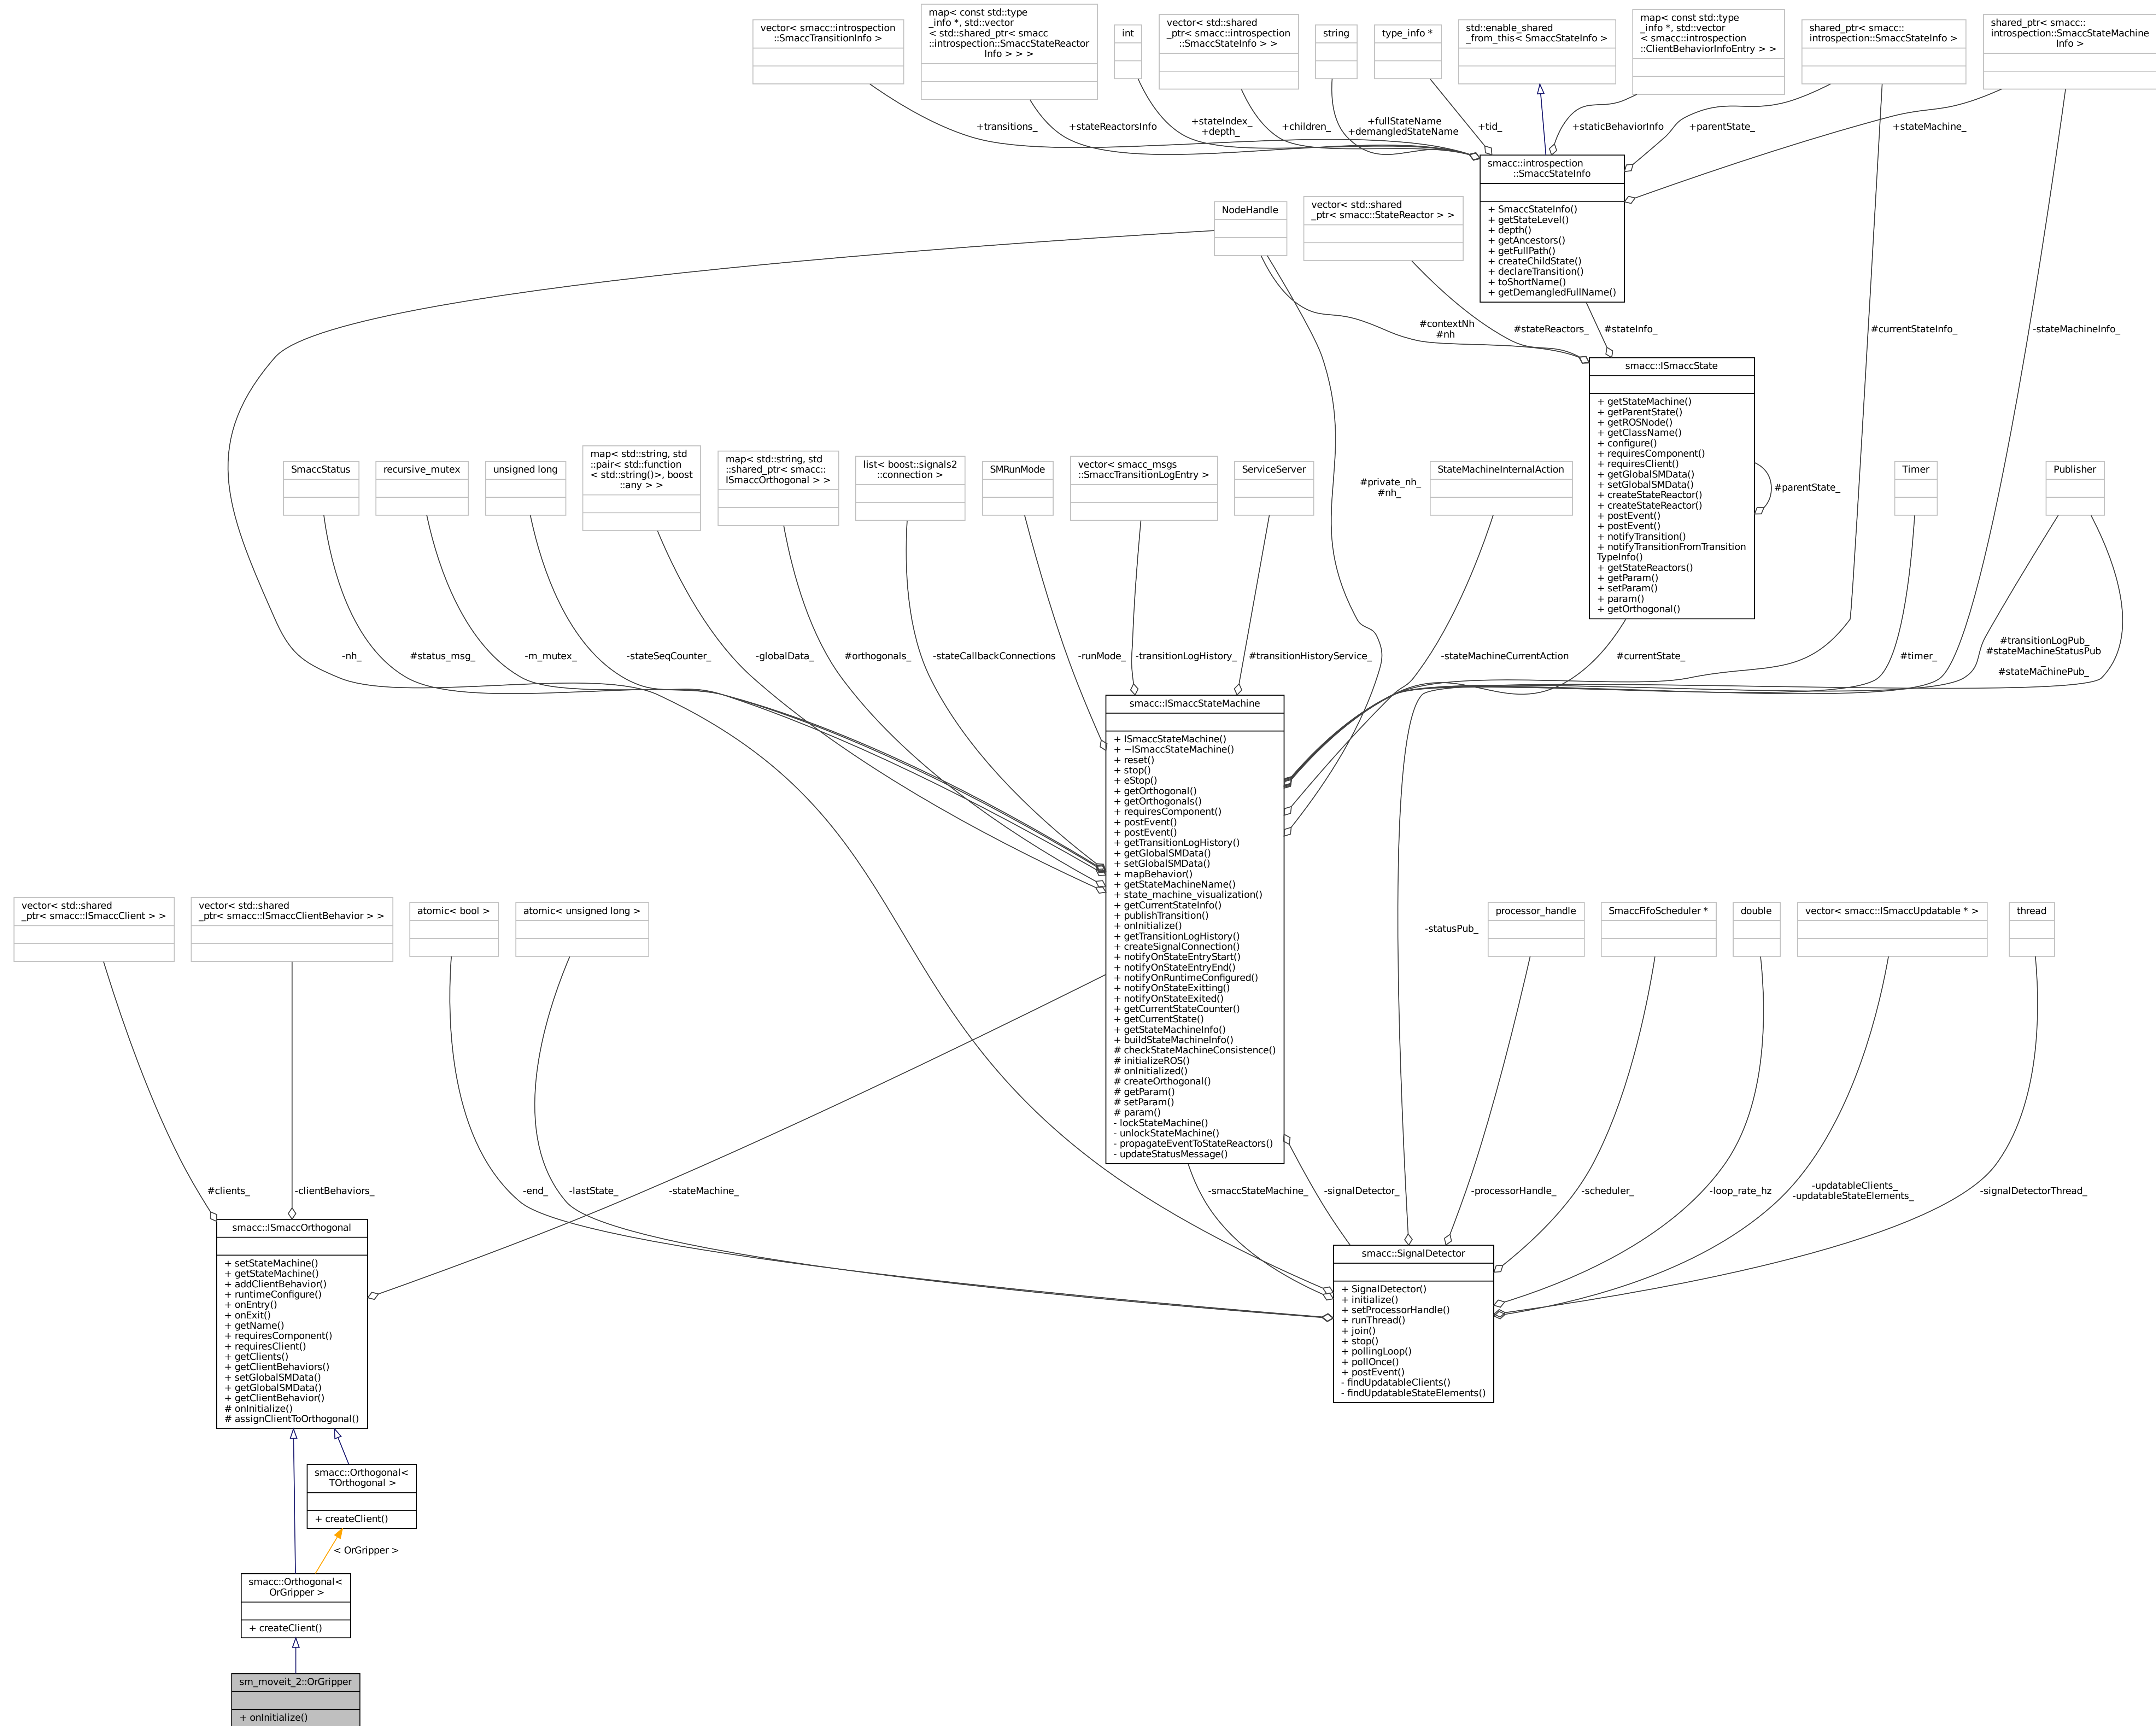 vector< smacc::introspection
::SmaccTransitionInfo >
map< const std::type
_info *, std::vector
< std::shared_ptr< smacc
::introspection::SmaccStateReactor
Info > > >
int
vector< std::shared
_ptr< smacc::introspection
::SmaccStateInfo > >
string
type_info *
std::enable_shared
_from_this< SmaccStateInfo >
map< const std::type
_info *, std::vector
< smacc::introspection
::ClientBehaviorInfoEntry > >
shared_ptr< smacc::
introspection::SmaccStateInfo >
shared_ptr< smacc::
introspection::SmaccStateMachine
Info >
+transitions_
+stateReactorsInfo
+stateIndex_
+depth_
+children_
+fullStateName
+demangledStateName
+tid_
+staticBehaviorInfo
+parentState_
+stateMachine_
smacc::introspection
::SmaccStateInfo
+ SmaccStateInfo()
+ getStateLevel()
+ depth()
+ getAncestors()
+ getFullPath()
+ createChildState()
+ declareTransition()
+ toShortName()
+ getDemangledFullName()
NodeHandle
vector< std::shared
_ptr< smacc::StateReactor > >
#contextNh
#nh
#stateReactors_
#stateInfo_
#currentStateInfo_
-stateMachineInfo_
smacc::ISmaccState
+ getStateMachine()
+ getParentState()
+ getROSNode()
+ getClassName()
+ configure()
+ requiresComponent()
+ requiresClient()
+ getGlobalSMData()
+ setGlobalSMData()
+ createStateReactor()
+ createStateReactor()
+ postEvent()
+ postEvent()
+ notifyTransition()
+ notifyTransitionFromTransition
TypeInfo()
+ getStateReactors()
+ getParam()
+ setParam()
+ param()
+ getOrthogonal()
#parentState_
SmaccStatus
recursive_mutex
unsigned long
map< std::string, std
::pair< std::function
< std::string()>, boost
::any > >
map< std::string, std
::shared_ptr< smacc::
ISmaccOrthogonal > >
list< boost::signals2
::connection >
SMRunMode
vector< smacc_msgs
::SmaccTransitionLogEntry >
ServiceServer
#private_nh_
#nh_
StateMachineInternalAction
Timer
Publisher
-nh_
#status_msg_
-m_mutex_
-stateSeqCounter_
-globalData_
#orthogonals_
-stateCallbackConnections
-runMode_
-transitionLogHistory_
#transitionHistoryService_
-stateMachineCurrentAction
#currentState_
#timer_
#transitionLogPub_
#stateMachineStatusPub
_
#stateMachinePub_
smacc::ISmaccStateMachine
+ ISmaccStateMachine()
+ ~ISmaccStateMachine()
+ reset()
+ stop()
+ eStop()
+ getOrthogonal()
+ getOrthogonals()
+ requiresComponent()
+ postEvent()
+ postEvent()
+ getTransitionLogHistory()
+ getGlobalSMData()
+ setGlobalSMData()
+ mapBehavior()
+ getStateMachineName()
+ state_machine_visualization()
+ getCurrentStateInfo()
+ publishTransition()
+ onInitialize()
+ getTransitionLogHistory()
+ createSignalConnection()
+ notifyOnStateEntryStart()
+ notifyOnStateEntryEnd()
+ notifyOnRuntimeConfigured()
+ notifyOnStateExitting()
+ notifyOnStateExited()
+ getCurrentStateCounter()
+ getCurrentState()
+ getStateMachineInfo()
+ buildStateMachineInfo()
# checkStateMachineConsistence()
# initializeROS()
# onInitialized()
# createOrthogonal()
# getParam()
# setParam()
# param()
- lockStateMachine()
- unlockStateMachine()
- propagateEventToStateReactors()
- updateStatusMessage()
vector< std::shared
_ptr< smacc::ISmaccClient > >
vector< std::shared
_ptr< smacc::ISmaccClientBehavior > >
atomic< bool >
atomic< unsigned long >
-statusPub_
processor_handle
SmaccFifoScheduler *
double
vector< smacc::ISmaccUpdatable * >
thread
#clients_
-clientBehaviors_
-end_
-lastState_
-stateMachine_
-smaccStateMachine_
-signalDetector_
-processorHandle_
-scheduler_
-loop_rate_hz
-updatableClients_
-updatableStateElements_
-signalDetectorThread_
smacc::ISmaccOrthogonal
+ setStateMachine()
+ getStateMachine()
+ addClientBehavior()
+ runtimeConfigure()
+ onEntry()
+ onExit()
+ getName()
+ requiresComponent()
+ requiresClient()
+ getClients()
+ getClientBehaviors()
+ setGlobalSMData()
+ getGlobalSMData()
+ getClientBehavior()
# onInitialize()
# assignClientToOrthogonal()
smacc::SignalDetector
+ SignalDetector()
+ initialize()
+ setProcessorHandle()
+ runThread()
+ join()
+ stop()
+ pollingLoop()
+ pollOnce()
+ postEvent()
- findUpdatableClients()
- findUpdatableStateElements()
smacc::Orthogonal<
TOrthogonal >
+ createClient()
< OrGripper >
smacc::Orthogonal<
OrGripper >
+ createClient()
sm_moveit_2::OrGripper
+ onInitialize()